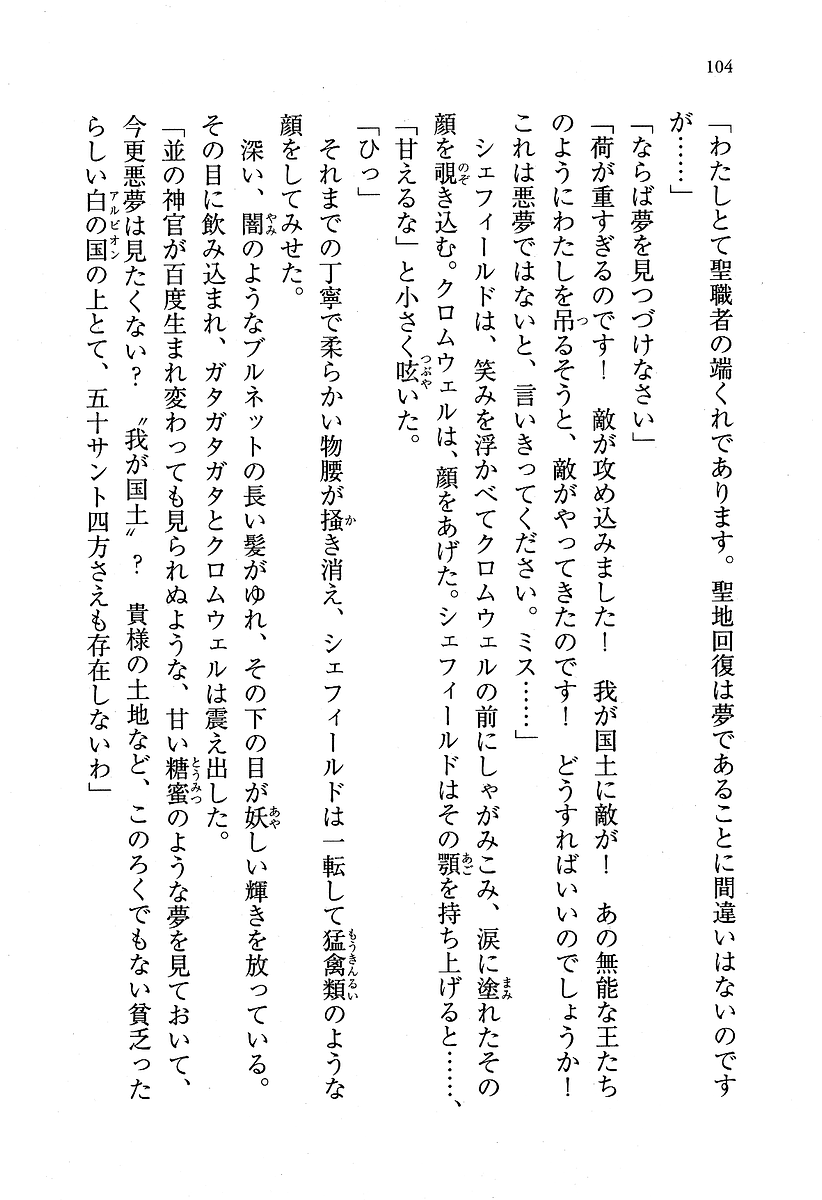 104
「わたしとて聖職者の端くれであります。聖地回復は夢であることに間違いはないのです
が……」
「ならば夢を見つづけなさい」
「荷が重すぎるのです！　敵が攻め込みました！　我が国土に敵が！　あの無能な王たち
のようにわたしを吊るそうと、敵がやってきたのです！　どうすればいいのでしょうか！
これは悪夢ではないと、言いきってください。ミス……」
　シェフィールドは、笑みを浮かべてクロムウェルの前にしゃがみこみ、涙に塗れたその
顔を覗き込む。クロムウェルは、顔をあげた。シェフィールドはその顎を持ち上げると……、
「甘えるな」と小さく呟いた。
「ひっ」
　それまでの丁寧で柔らかい物腰が掻き消え、シェフィールドは一転して猛禽類のような
顔をしてみせた。
　深い、闇のようなブルネットの長い髪がゆれ、その下の目が妖しい輝きを放っている。
その目に飲み込まれ、ガタガタガタとクロムウェルは震え出した。
「並の神官が百度生まれ変わっても見られぬような、甘い糖蜜のような夢を見ておいて、
今更悪夢は見たくない？　〝我が国土〟？　貴様の土地など、このろくでもない貧乏った
らしい白の国の上とて、五十サント四方さえも存在しないわ」